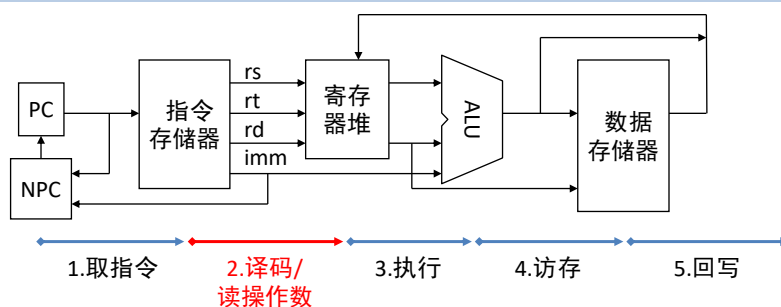 PC
NPC
指令
存储器
rs
rt
rd
imm
寄存
器堆
ALU
数据
存储器
1.取指令
2.译码/
读操作数
3.执行
4.访存
5.回写